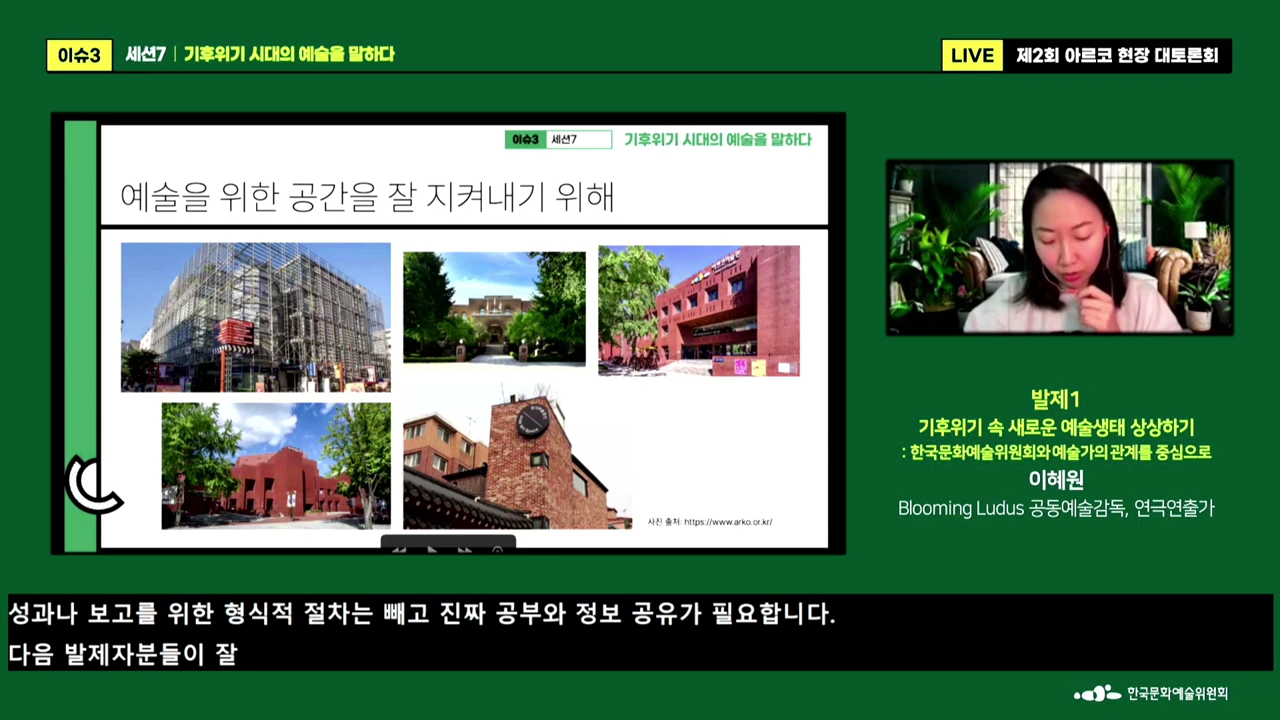 이슈3
세션7 | 기후위기 시대의 예술을 말하다
LIVE
제2회 아르코 현장 대토론회
이슈3 세션7
기후위기 시대의 예술을 말하다
예술을 위한 공간을 잘 지켜내기 위해
사진 출처: https://www.arko.or.kr/
발제1
기후위기 속 새로운 예술생태 상상하기
: 한국문화예술위원회와 예술가의 관계를 중심으로
이혜원
Blooming Ludus 공동예술감독, 연극연출가
성과나 보고를 위한 형식적 절차는 빼고 진짜 공부와 정보 공유가 필요합니다.
다음 발제자분들이 잘
한국문화예술위원회